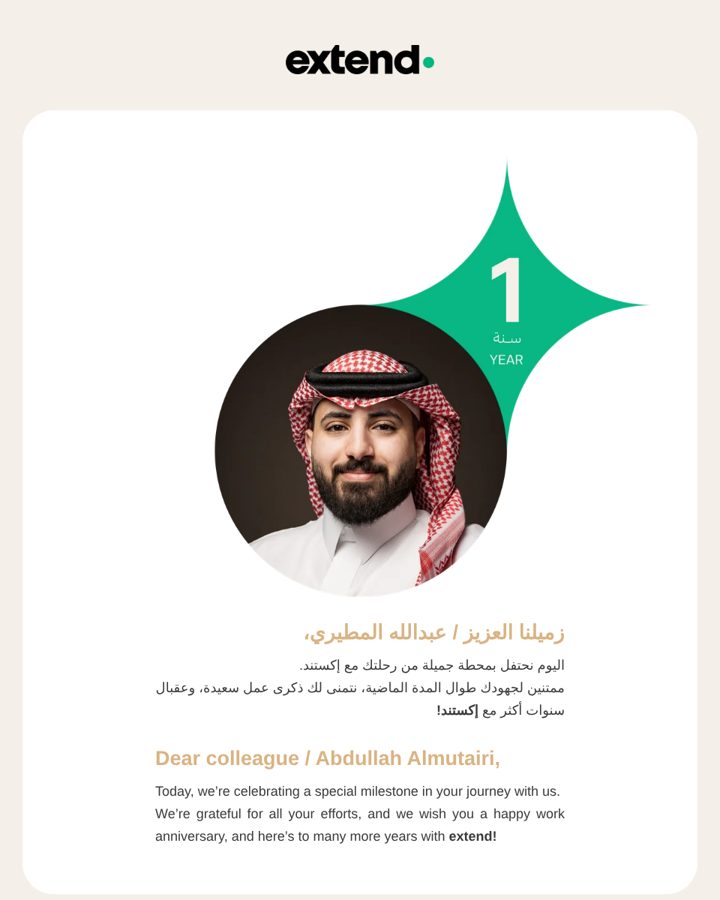 extend
1
سنة
YEAR
زميلنا العزيز / عبدالله المطيري،
اليوم نحتفل بمحطة جميلة من رحلتك مع إكستند.
ممتنين لجهودك طوال المدة الماضية، نتمنى لك ذكرى عمل سعيدة، وعقبال
سنوات أكثر مع إكستند!
Dear colleague / Abdullah Almutairi,
Today, we’re celebrating a special milestone in your journey with us.
We’re grateful for all your efforts, and we wish you a happy work
anniversary, and here’s to many more years with extend!